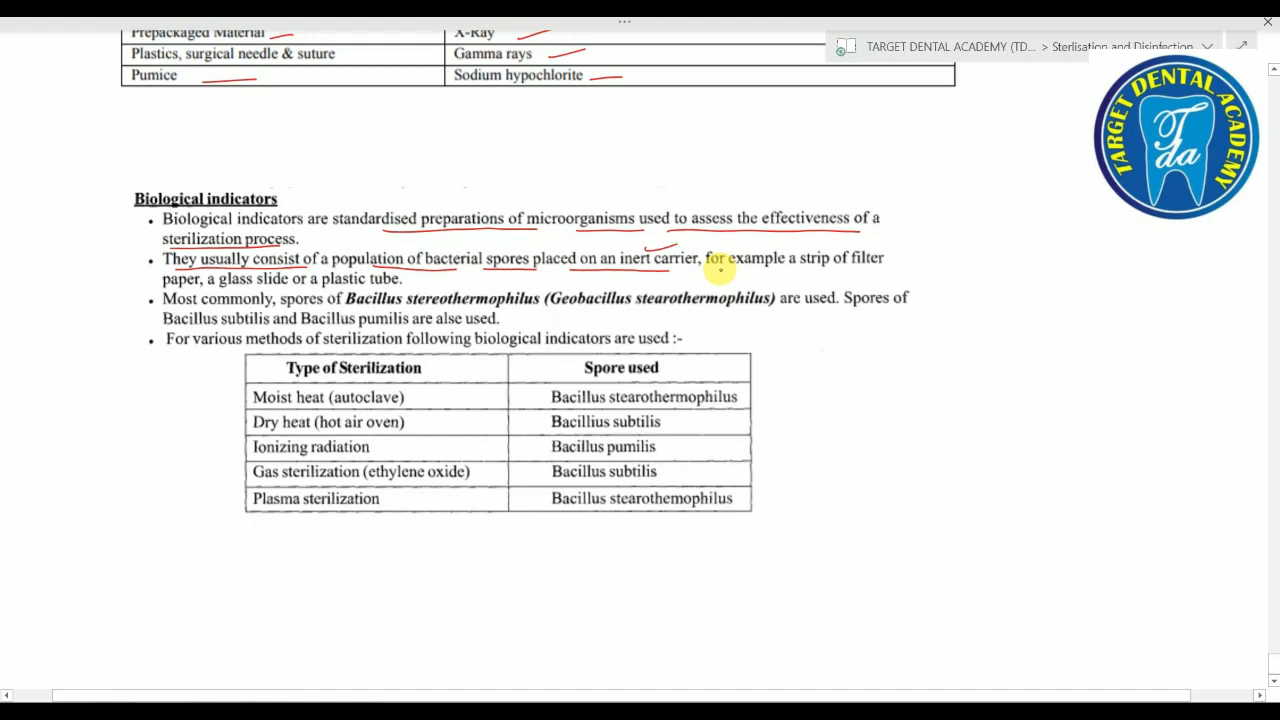 ...
Prepackaged Material X-Ray
TARGET DENTAL ACADEMY (TD... > Sterlisation and Disinfection
Plastics, surgical needle & suture Gamma rays
Pumice Sodium hypochlorite
TARGET DENTAL ACADEMY
Tda
Biological indicators
• Biological indicators are standardised preparations of microorganisms used to assess the effectiveness of a
sterilization process.
• They usually consist of a population of bacterial spores placed on an inert carrier, for example a strip of filter
paper, a glass slide or a plastic tube.
• Most commonly, spores of Bacillus stereothermophilus (Geobacillus stearothermophilus) are used. Spores of
Bacillus subtilis and Bacillus pumilis are alse used.
• For various methods of sterilization following biological indicators are used :-
Type of Sterilization Spore used
Moist heat (autoclave) Bacillus stearothermophilus
Dry heat (hot air oven) Bacillius subtilis
Ionizing radiation Bacillus pumilis
Gas sterilization (ethylene oxide) Bacillus subtilis
Plasma sterilization Bacillus stearothemophilus